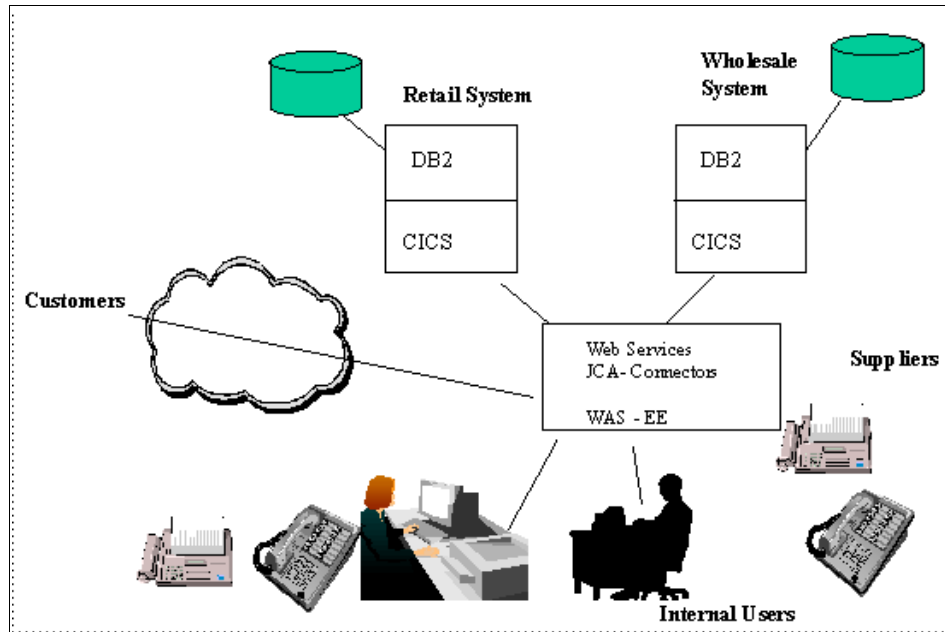 Wholesale
System
Retail System
DB2
DB2
CICS
CICS
Customers
Web Services
JCA- Connectors
WAS - EE
Suppliers
Internal Users